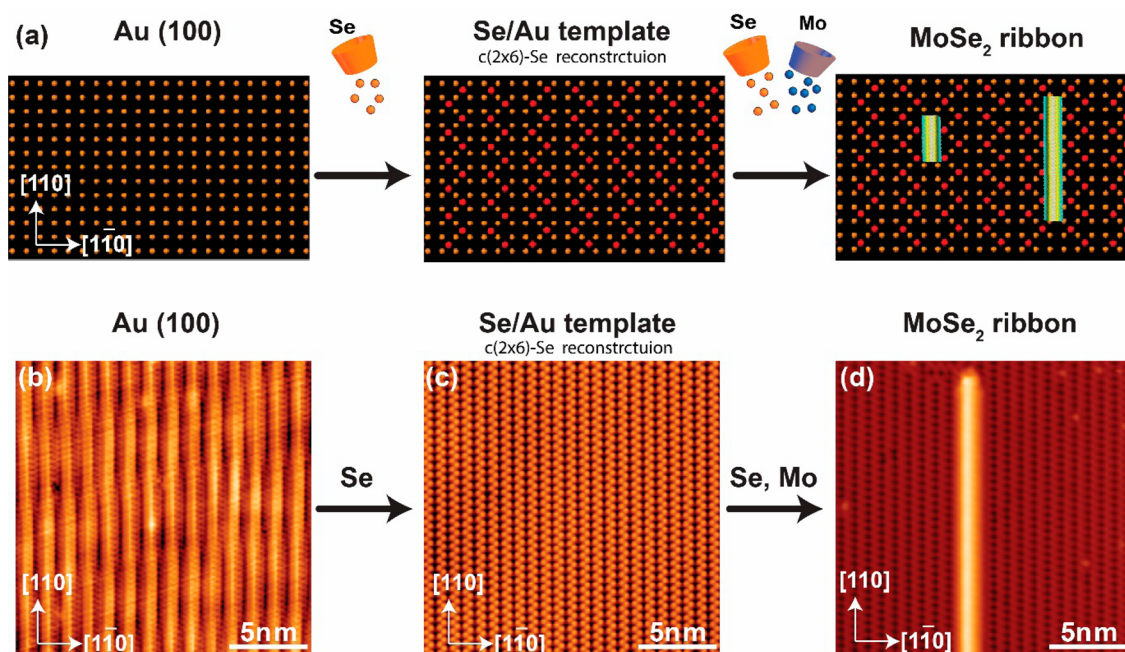 (a)
Au (100)
Se
Se/Au template
c(2x6)-Se reconstrctuion
Se
Mo
MoSe₂ ribbon
[110]
[11̅0]
Au (100)
Se/Au template
c(2x6)-Se reconstrctuion
MoSe₂ ribbon
(b)
(c)
(d)
Se
Se, Mo
[110]
[11̅0]
5nm
[110]
[11̅0]
5nm
[110]
[11̅0]
5nm